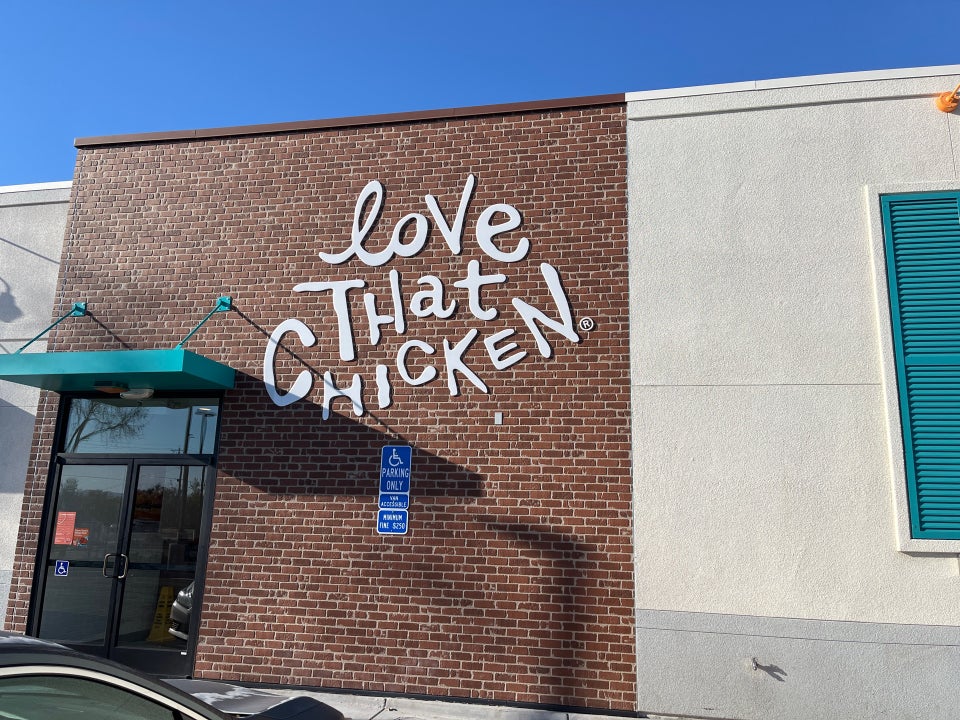 love
THat
CHICKEN®
PARKING
ONLY
VAN
ACCESSIBLE
MINIMUM
FINE $250